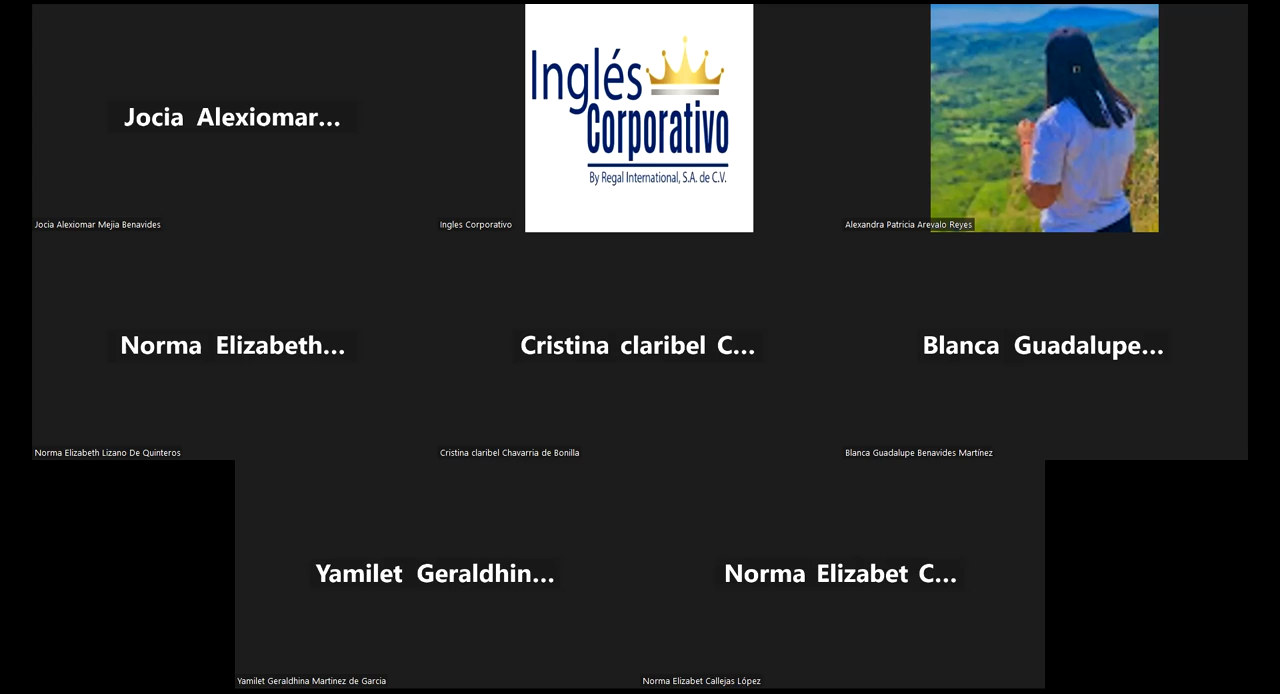 Jocia Alexiomar...
Jocia Alexiomar Mejia Benavides
Inglés
Corporativo
By Regal International, S.A. de C.V.
Ingles Corporativo
Alexandra Patricia Arevalo Reyes
Norma Elizabeth...
Norma Elizabeth Lizano De Quinteros
Cristina claribel C...
Cristina claribel Chavarria de Bonilla
Blanca Guadalupe...
Blanca Guadalupe Benavides Martínez
Yamilet Geraldhin...
Yamilet Geraldhina Martinez de Garcia
Norma Elizabet C...
Norma Elizabet Callejas López